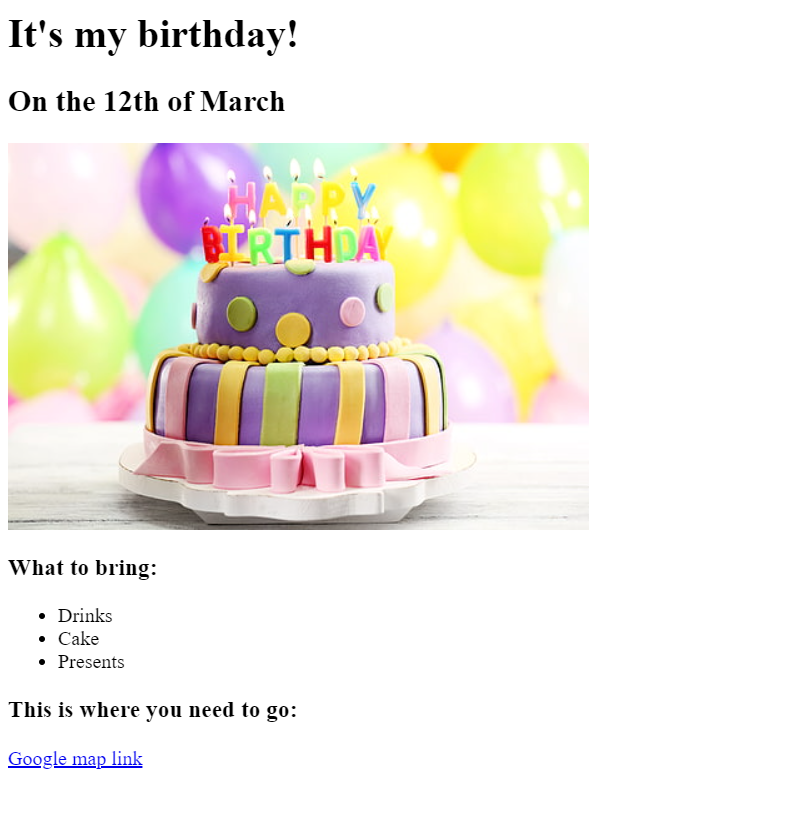 It's my birthday!
On the 12th of March
HAPPY
BIRTHDAY
What to bring:
Drinks
Cake
Presents
This is where you need to go:
Google map link